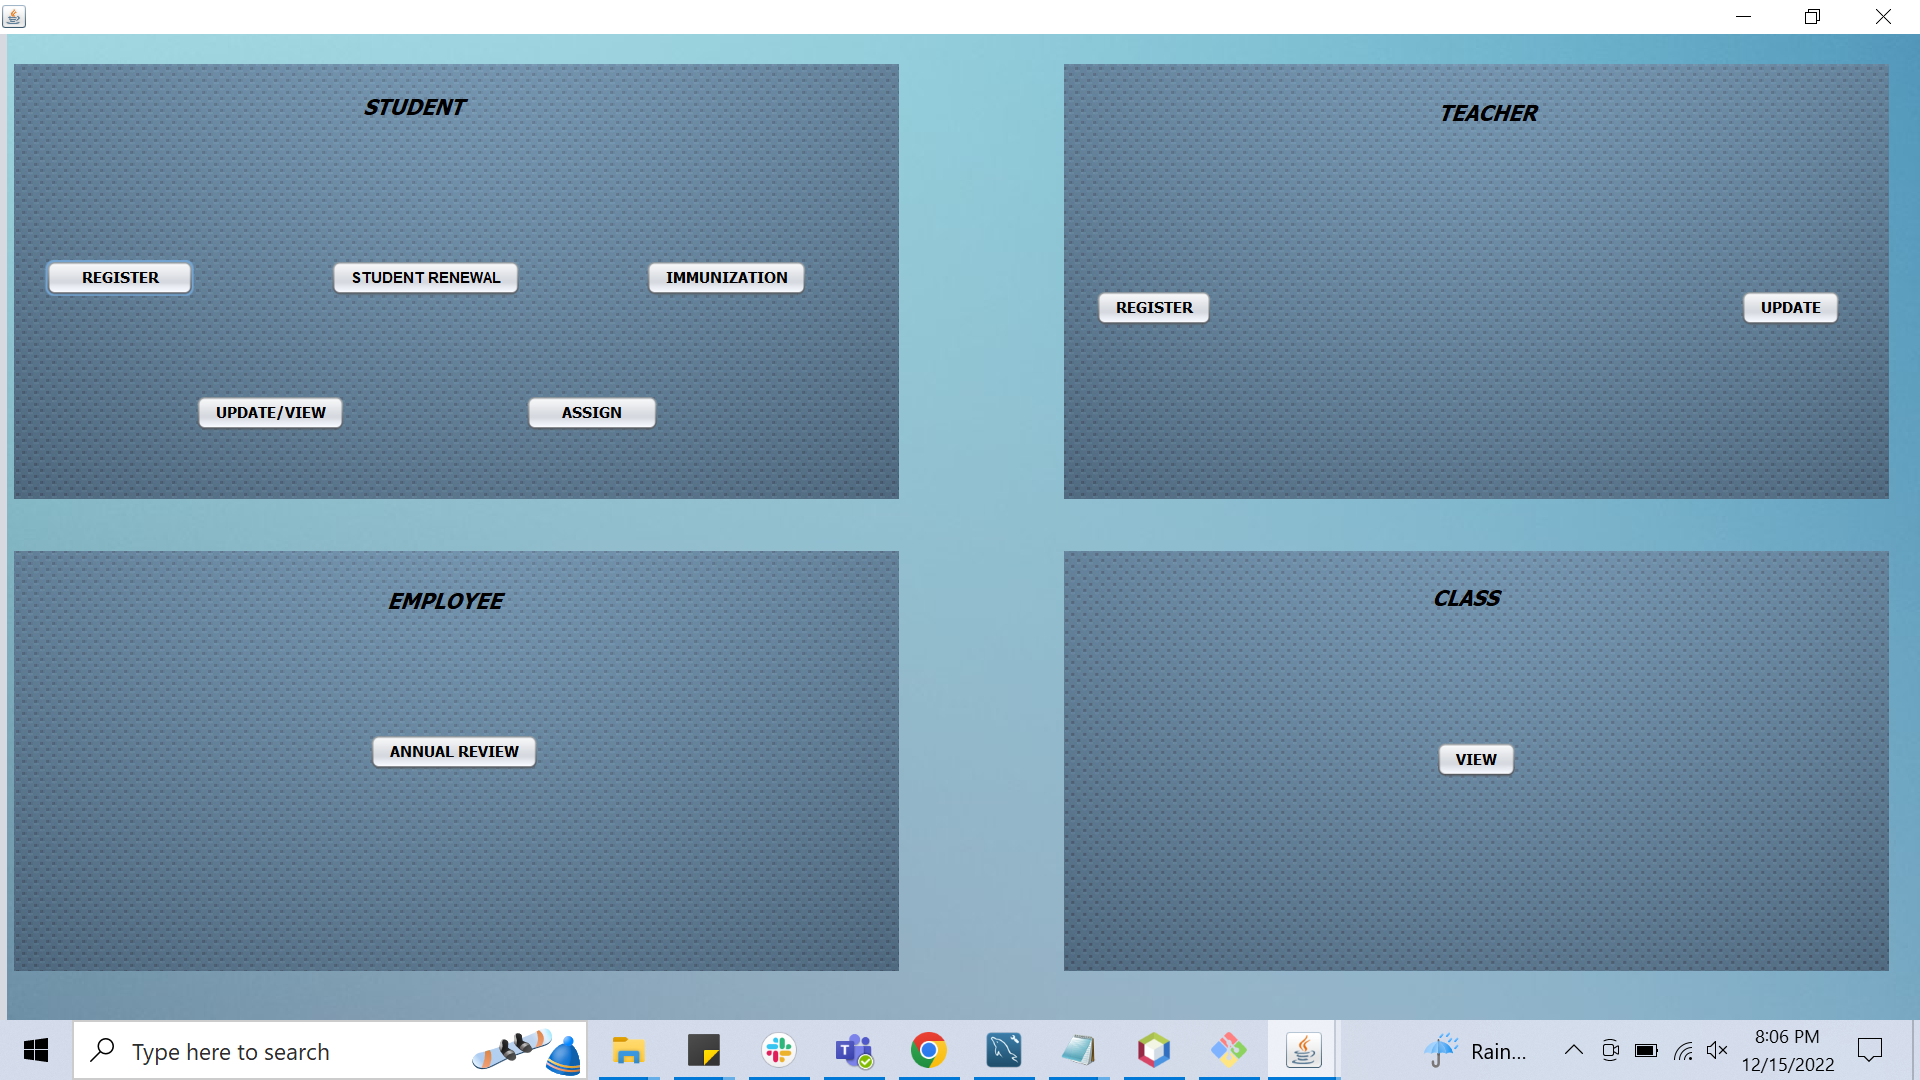 STUDENT
REGISTER
STUDENT RENEWAL
IMMUNIZATION
UPDATE/VIEW
ASSIGN
TEACHER
REGISTER
UPDATE
EMPLOYEE
ANNUAL REVIEW
CLASS
VIEW
Type here to search
Rain...
8:06 PM
12/15/2022